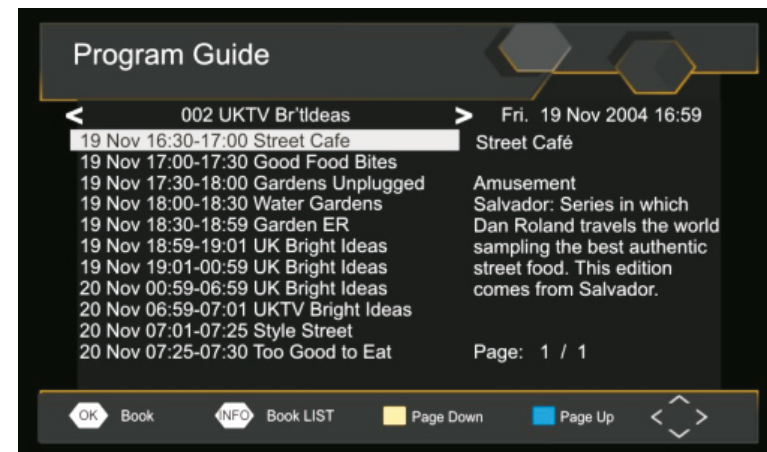 Program Guide
< 002 UKTV Br'tIdeas >
Fri. 19 Nov 2004 16:59
19 Nov 16:30-17:00 Street Cafe
19 Nov 17:00-17:30 Good Food Bites
19 Nov 17:30-18:00 Gardens Unplugged
19 Nov 18:00-18:30 Water Gardens
19 Nov 18:30-18:59 Garden ER
19 Nov 18:59-19:01 UK Bright Ideas
19 Nov 19:01-00:59 UK Bright Ideas
20 Nov 00:59-06:59 UK Bright Ideas
20 Nov 06:59-07:01 UKTV Bright Ideas
20 Nov 07:01-07:25 Style Street
20 Nov 07:25-07:30 Too Good to Eat
Street Café
Amusement
Salvador: Series in which
Dan Roland travels the world
sampling the best authentic
street food. This edition
comes from Salvador.
Page: 1 / 1
OK Book
INFO Book LIST
Page Down
Page Up